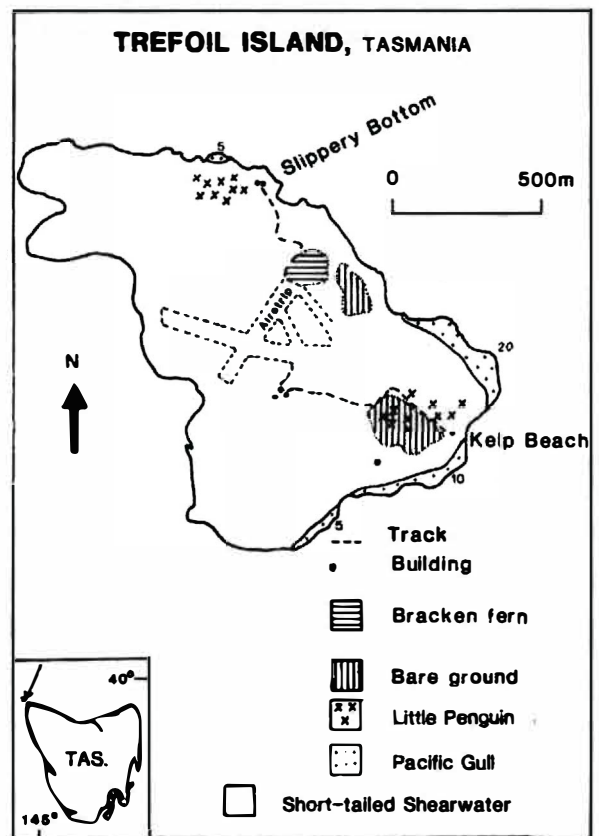 TREFOIL ISLAND, TASMANIA
Slippery Bottom
5
0 500m
Airstrip
N
20
Kelp Beach
10
5
Track
Building
Bracken fern
Bare ground
Little Penguin
Pacific Gull
Short-tailed Shearwater
40°
TAS.
145°